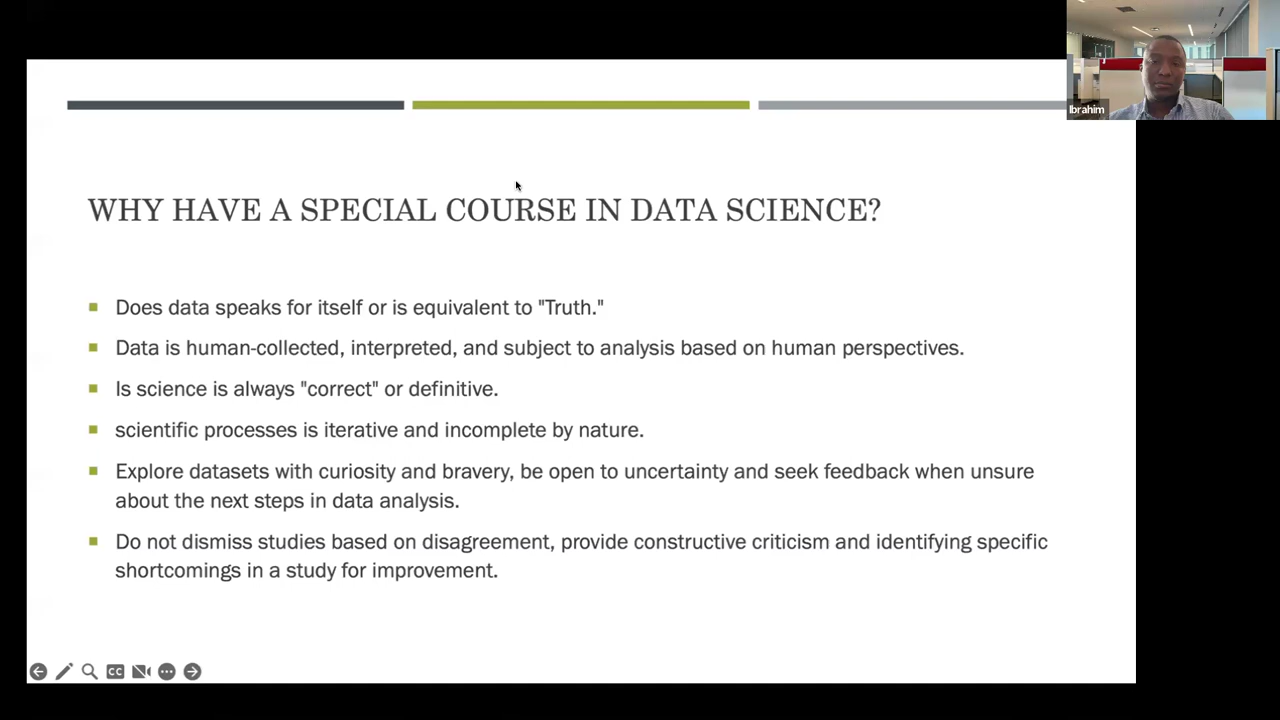 Ibrahim
WHY HAVE A SPECIAL COURSE IN DATA SCIENCE?
Does data speaks for itself or is equivalent to "Truth."
Data is human-collected, interpreted, and subject to analysis based on human perspectives.
Is science is always "correct" or definitive.
scientific processes is iterative and incomplete by nature.
Explore datasets with curiosity and bravery, be open to uncertainty and seek feedback when unsure
about the next steps in data analysis.
Do not dismiss studies based on disagreement, provide constructive criticism and identifying specific
shortcomings in a study for improvement.
CC